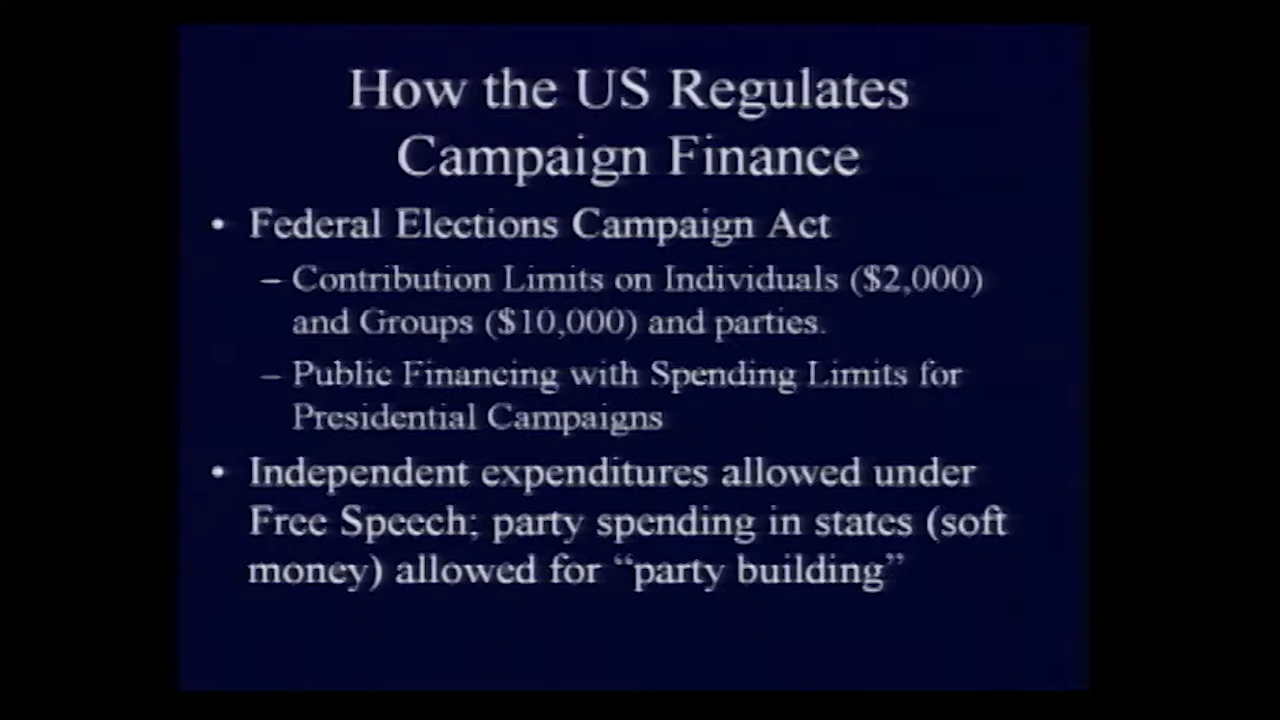 How the US Regulates
Campaign Finance
• Federal Elections Campaign Act
– Contribution Limits on Individuals ($2,000)
and Groups ($10,000) and parties.
– Public Financing with Spending Limits for
Presidential Campaigns
• Independent expenditures allowed under
Free Speech; party spending in states (soft
money) allowed for “party building”